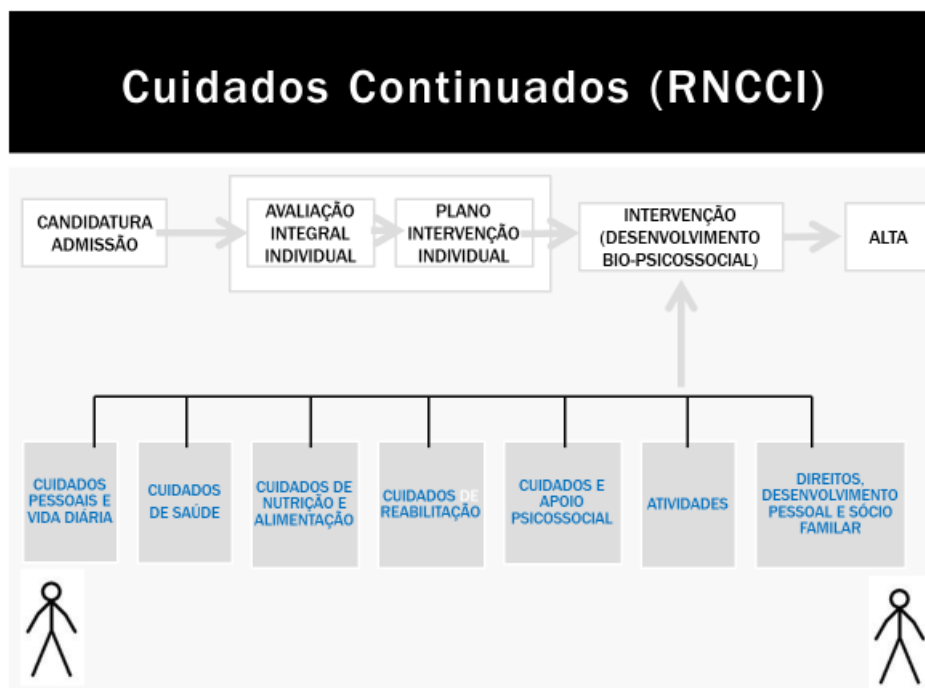 Cuidados Continuados (RNCCI)
CANDIDATURA
ADMISSÃO
AVALIAÇÃO
INTEGRAL
INDIVIDUAL
PLANO
INTERVENÇÃO
INDIVIDUAL
INTERVENÇÃO
(DESENVOLVIMENTO
BIO-PSICOSSOCIAL)
ALTA
CUIDADOS
PESSOAIS E
VIDA DIÁRIA
CUIDADOS
DE SAÚDE
CUIDADOS DE
NUTRIÇÃO E
ALIMENTAÇÃO
CUIDADOS DE
REABILITAÇÃO
CUIDADOS E
APOIO
PSICOSSOCIAL
ATIVIDADES
DIREITOS,
DESENVOLVIMENTO
PESSOAL E SÓCIO
FAMILAR